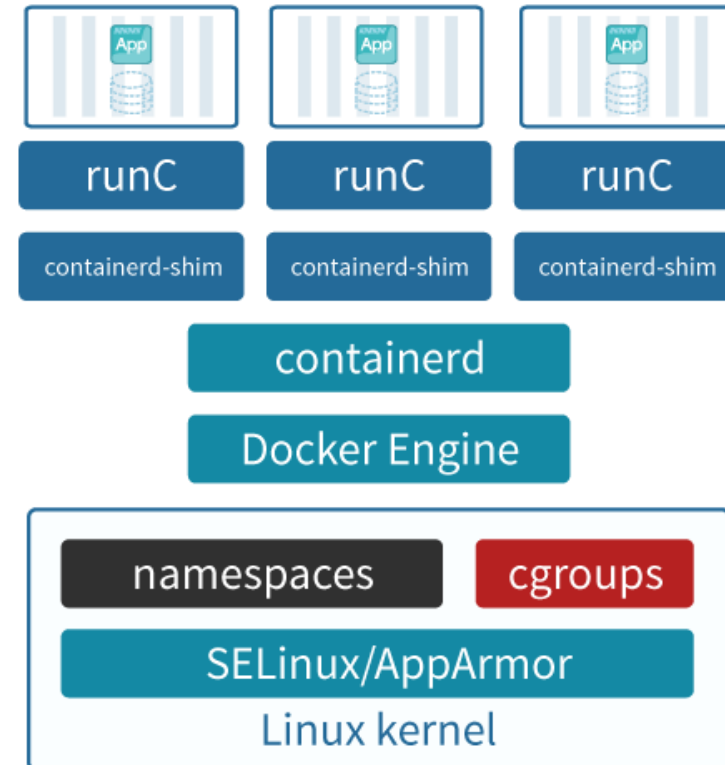 App App App
runC runC runC
containerd-shim containerd-shim containerd-shim
containerd
Docker Engine
namespaces cgroups
SELinux/AppArmor
Linux kernel